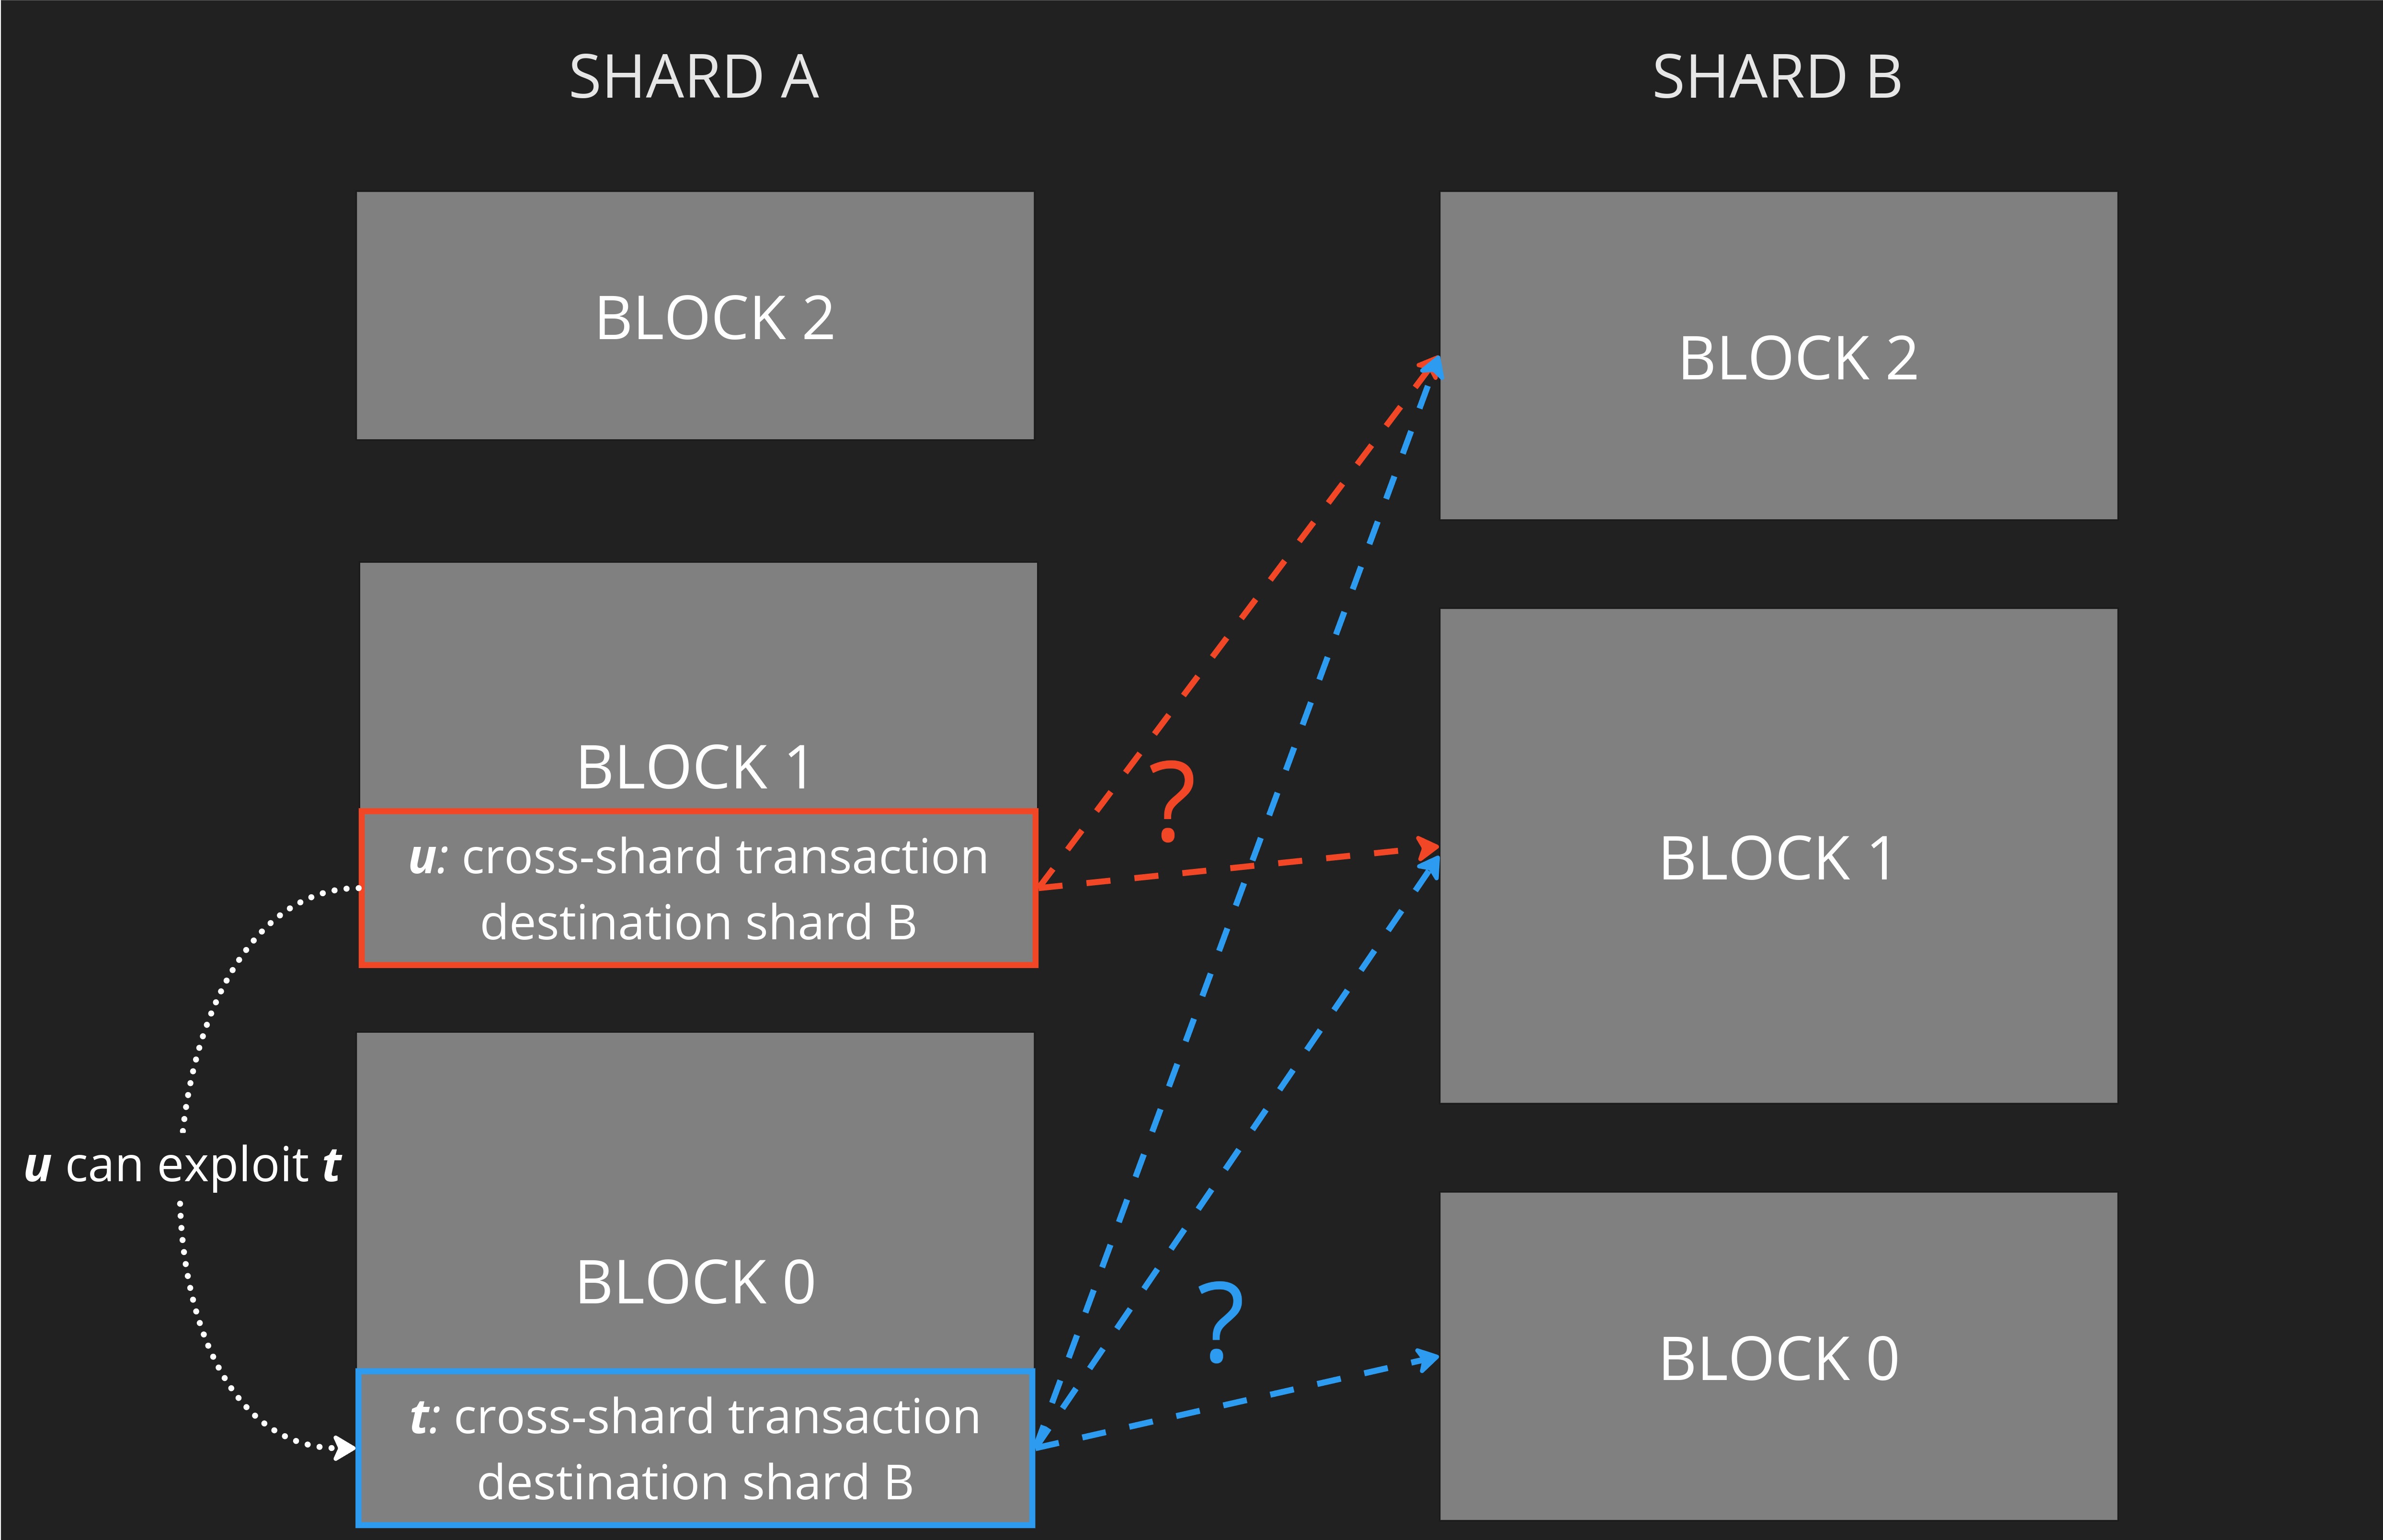 SHARD A
SHARD B
BLOCK 2
BLOCK 2
BLOCK 1
u: cross-shard transaction
destination shard B
?
BLOCK 1
u can exploit t
BLOCK 0
t: cross-shard transaction
destination shard B
?
BLOCK 0